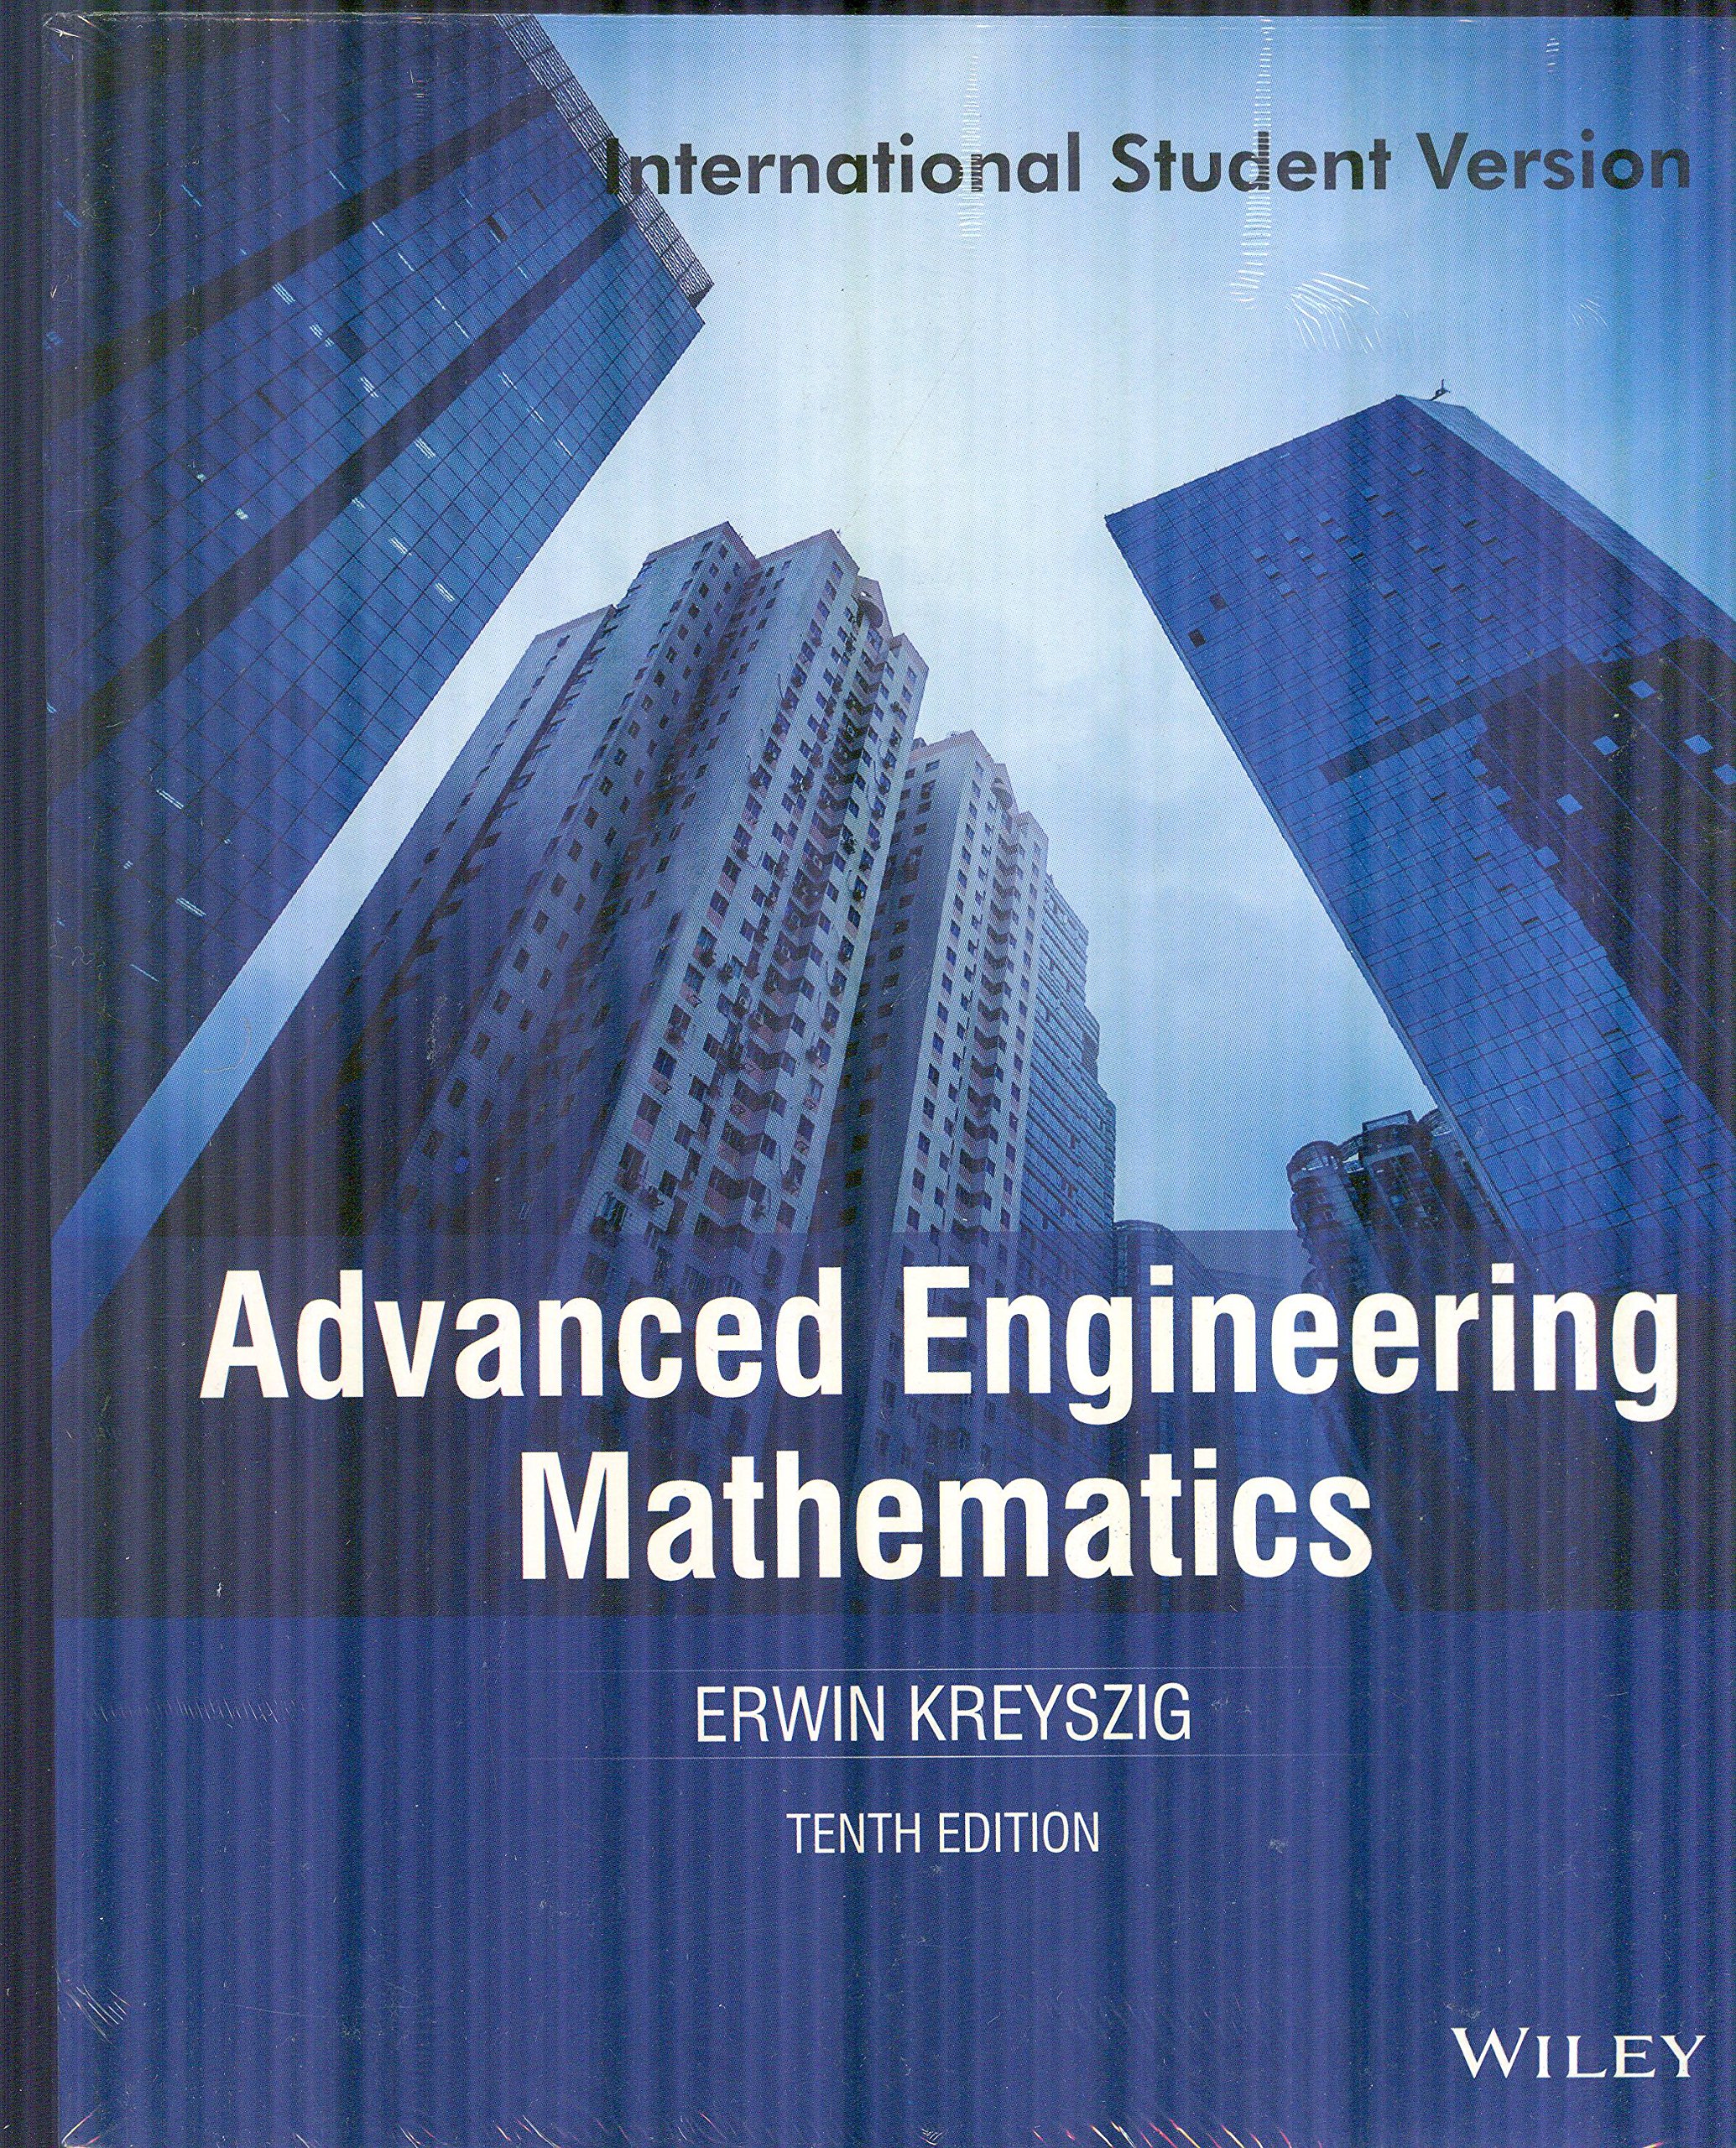 International Student Version
Advanced Engineering
Mathematics
ERWIN KREYSZIG
TENTH EDITION
WILEY